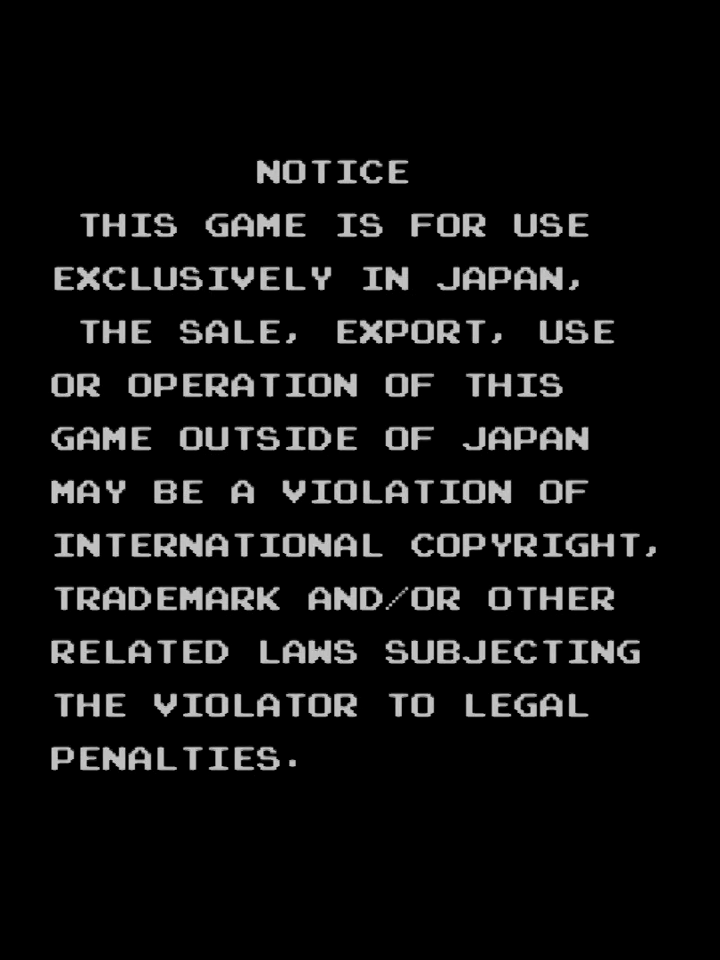 NOTICE
THIS GAME IS FOR USE
EXCLUSIVELY IN JAPAN,
THE SALE, EXPORT, USE
OR OPERATION OF THIS
GAME OUTSIDE OF JAPAN
MAY BE A VIOLATION OF
INTERNATIONAL COPYRIGHT,
TRADEMARK AND/OR OTHER
RELATED LAWS SUBJECTING
THE VIOLATOR TO LEGAL
PENALTIES.